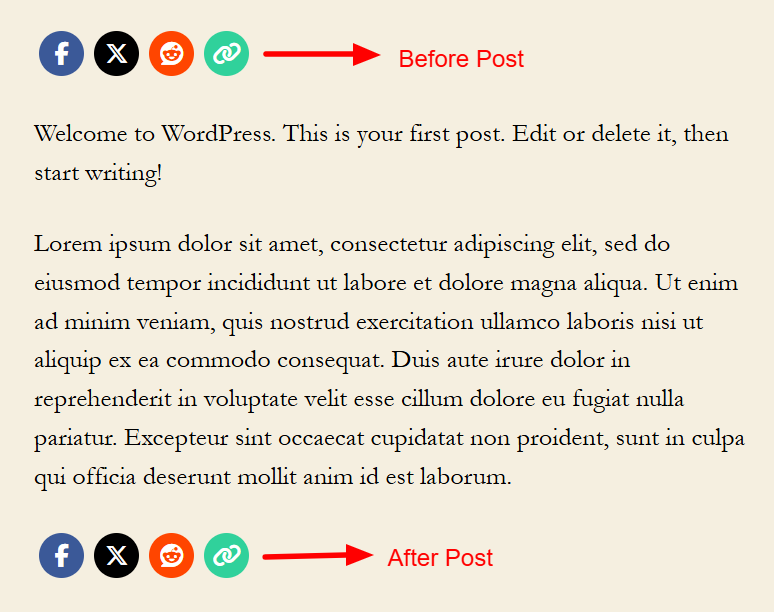 Before Post
Welcome to WordPress. This is your first post. Edit or delete it, then
start writing!
Lorem ipsum dolor sit amet, consectetur adipiscing elit, sed do
eiusmod tempor incididunt ut labore et dolore magna aliqua. Ut enim
ad minim veniam, quis nostrud exercitation ullamco laboris nisi ut
aliquip ex ea commodo consequat. Duis aute irure dolor in
reprehenderit in voluptate velit esse cillum dolore eu fugiat nulla
pariatur. Excepteur sint occaecat cupidatat non proident, sunt in culpa
qui officia deserunt mollit anim id est laborum.
After Post